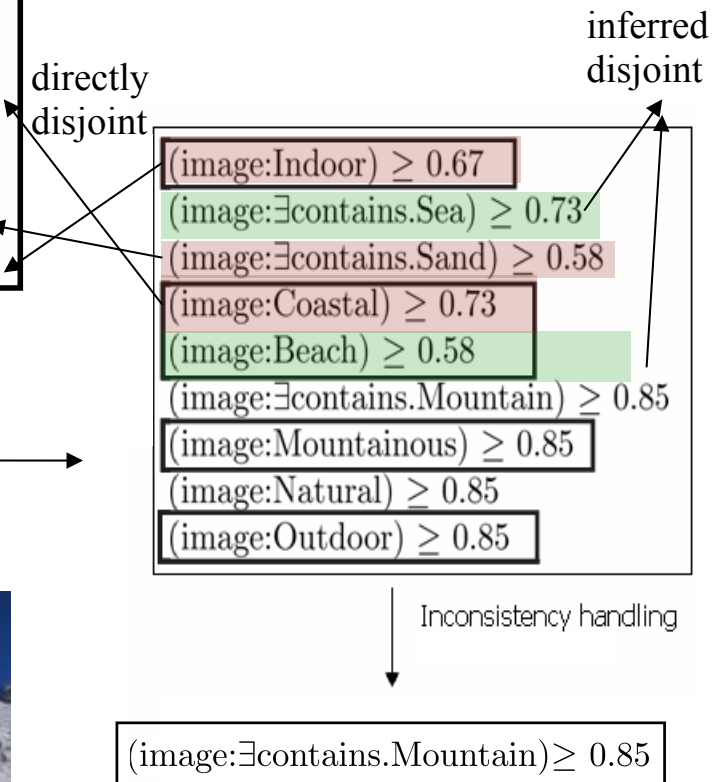 inferred
disjoint
directly
disjoint
(image:Indoor) ≥ 0.67
(image:∃contains.Sea) ≥ 0.73
(image:∃contains.Sand) ≥ 0.58
(image:Coastal) ≥ 0.73
(image:Beach) ≥ 0.58
(image:∃contains.Mountain) ≥ 0.85
(image:Mountainous) ≥ 0.85
(image:Natural) ≥ 0.85
(image:Outdoor) ≥ 0.85
Inconsistency handling
(image:∃contains.Mountain)≥ 0.85